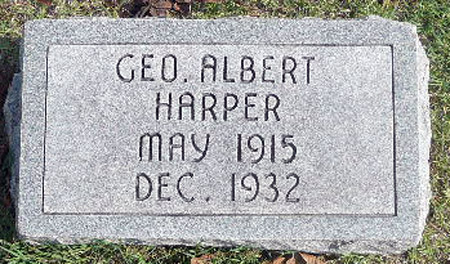 GEO. ALBERT
HARPER
MAY 1915
DEC. 1932